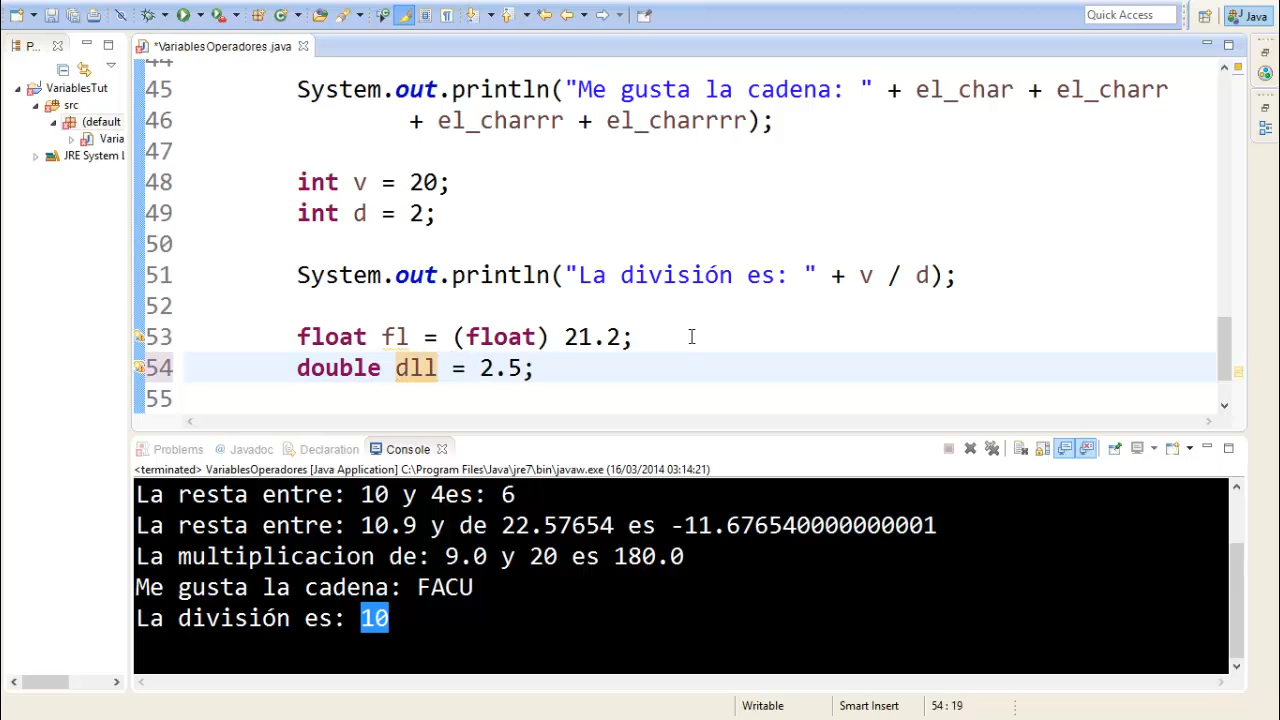 Quick Access
Java
P...
*VariablesOperadores.java
VariablesTut
src
(default
Varia
JRE System L
44
45 System.out.println("Me gusta la cadena: " + el_char + el_charr
46 + el_charrr + el_charrrr);
47
48 int v = 20;
49 int d = 2;
50
51 System.out.println("La división es: " + v / d);
52
53 float fl = (float) 21.2;
54 double dll = 2.5;
55
Problems @ Javadoc Declaration Console
<terminated> VariablesOperadores [Java Application] C:\Program Files\Java\jre7\bin\javaw.exe (16/03/2014 03:14:21)
La resta entre: 10 y 4es: 6
La resta entre: 10.9 y de 22.57654 es -11.676540000000001
La multiplicacion de: 9.0 y 20 es 180.0
Me gusta la cadena: FACU
La división es: 10
Writable Smart Insert 54 : 19